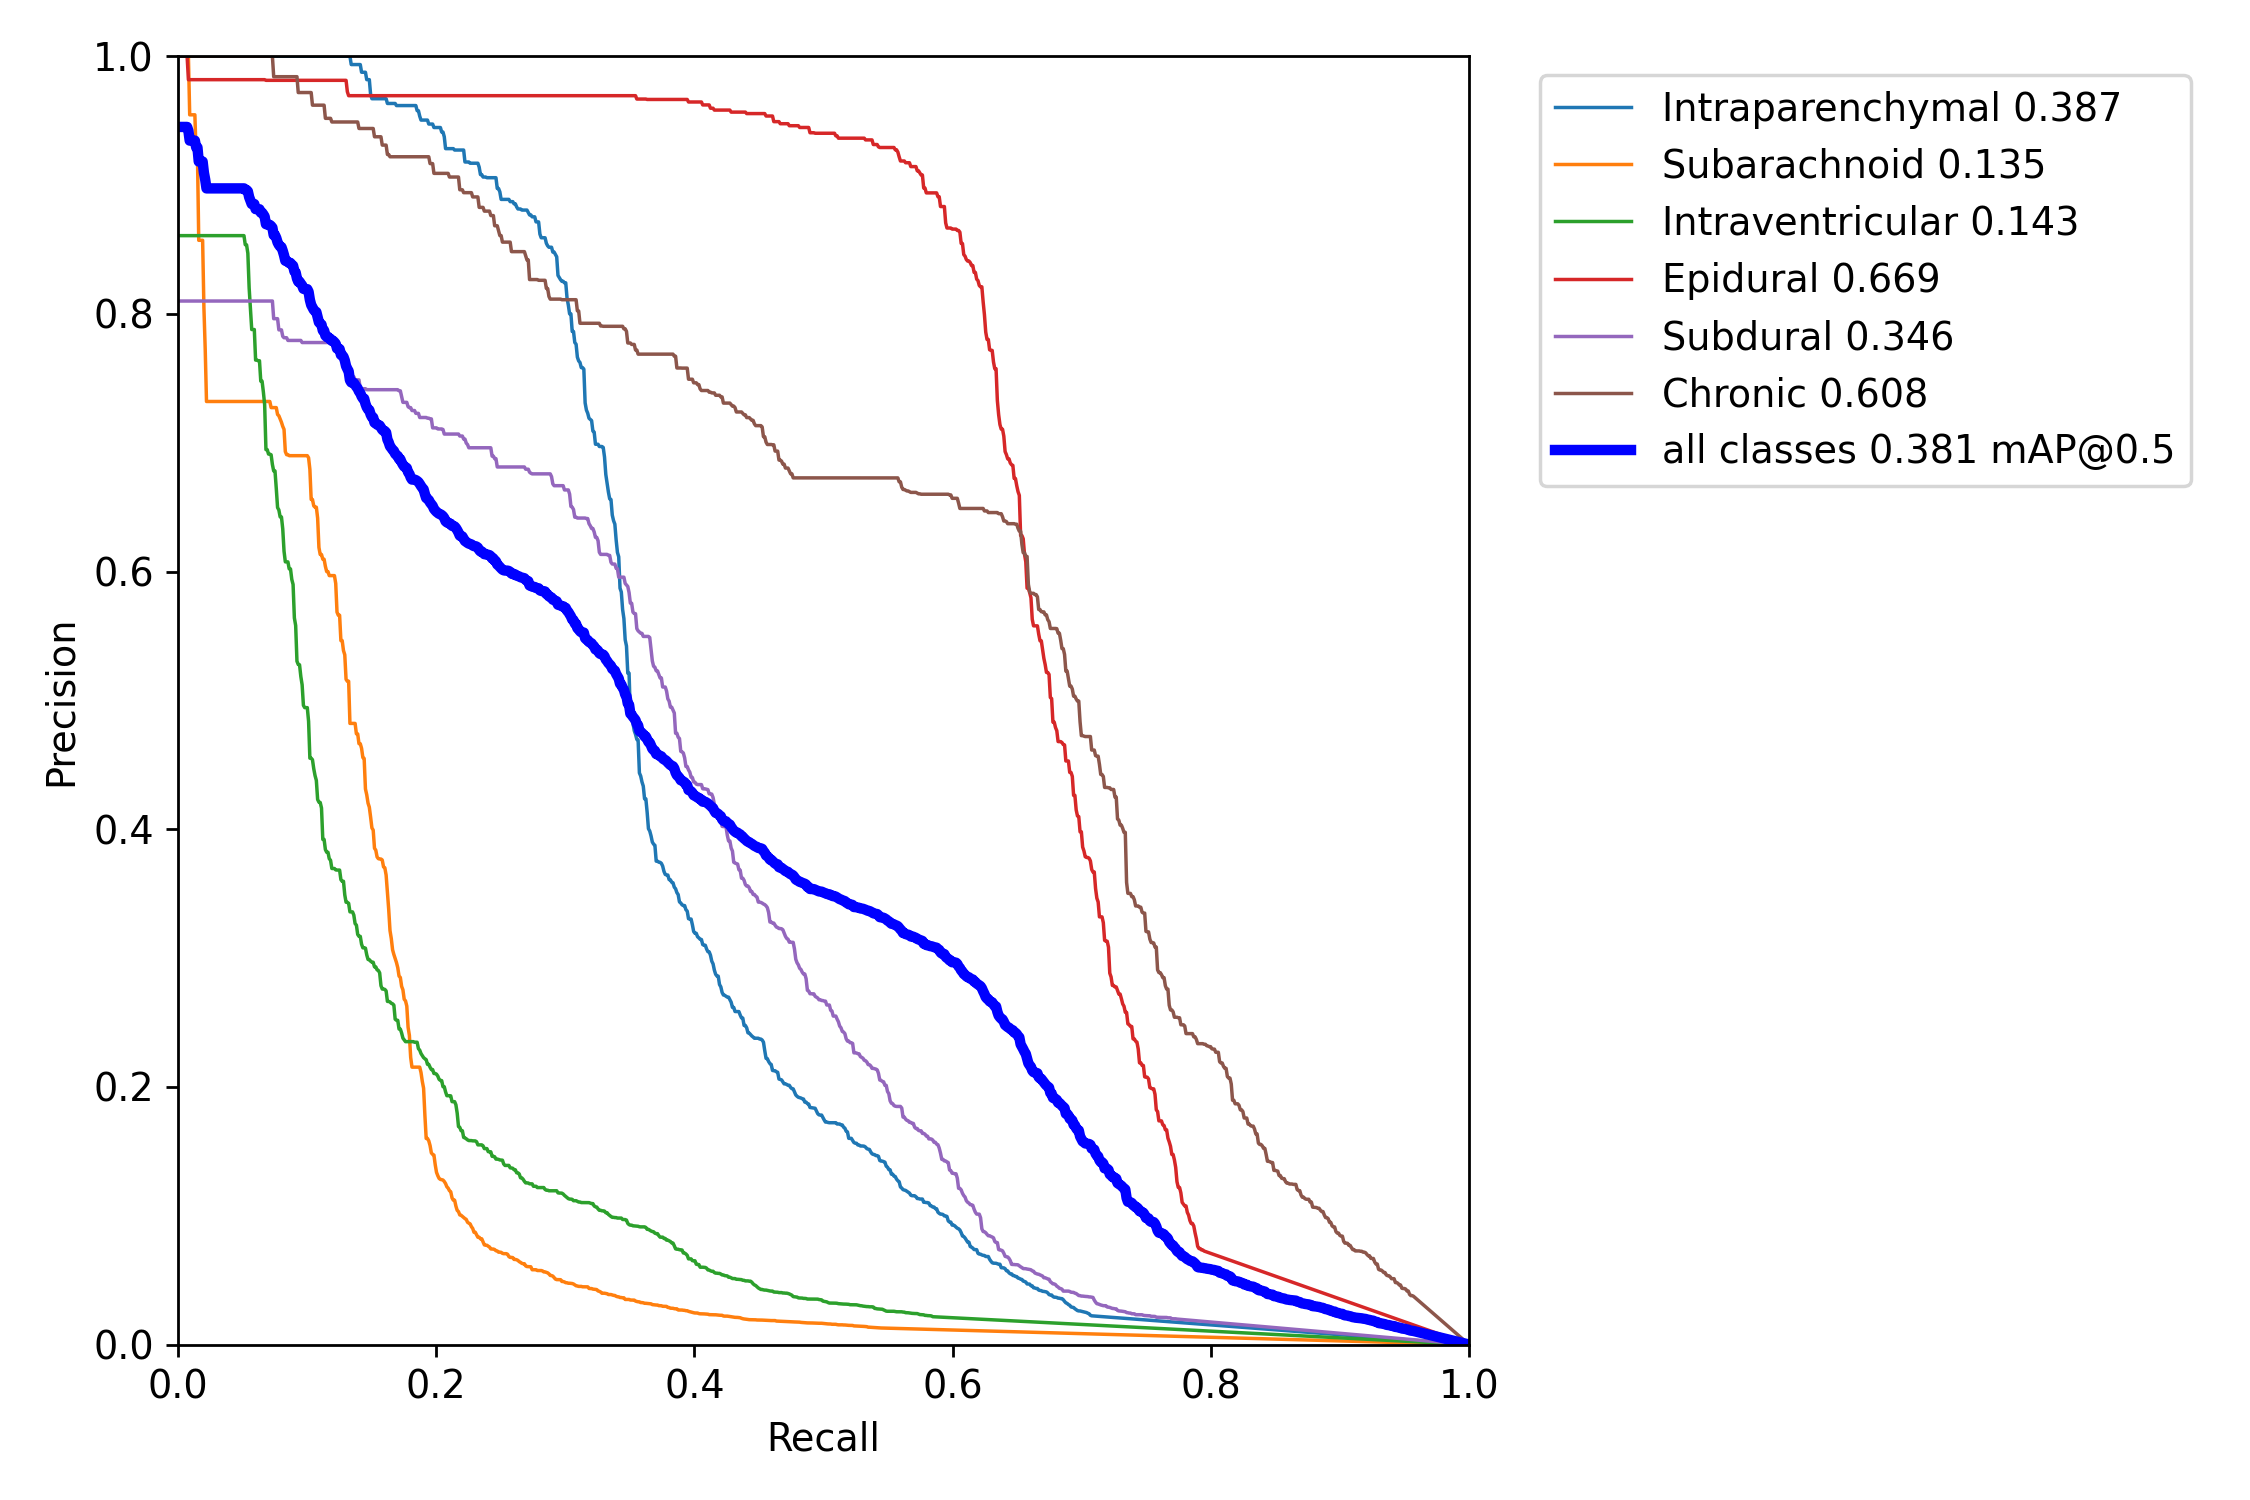 1.0
0.8
0.6
0.4
0.2
0.0
Precision
0.0 0.2 0.4 0.6 0.8 1.0
Recall
Intraparenchymal 0.387
Subarachnoid 0.135
Intraventricular 0.143
Epidural 0.669
Subdural 0.346
Chronic 0.608
all classes 0.381 mAP@0.5